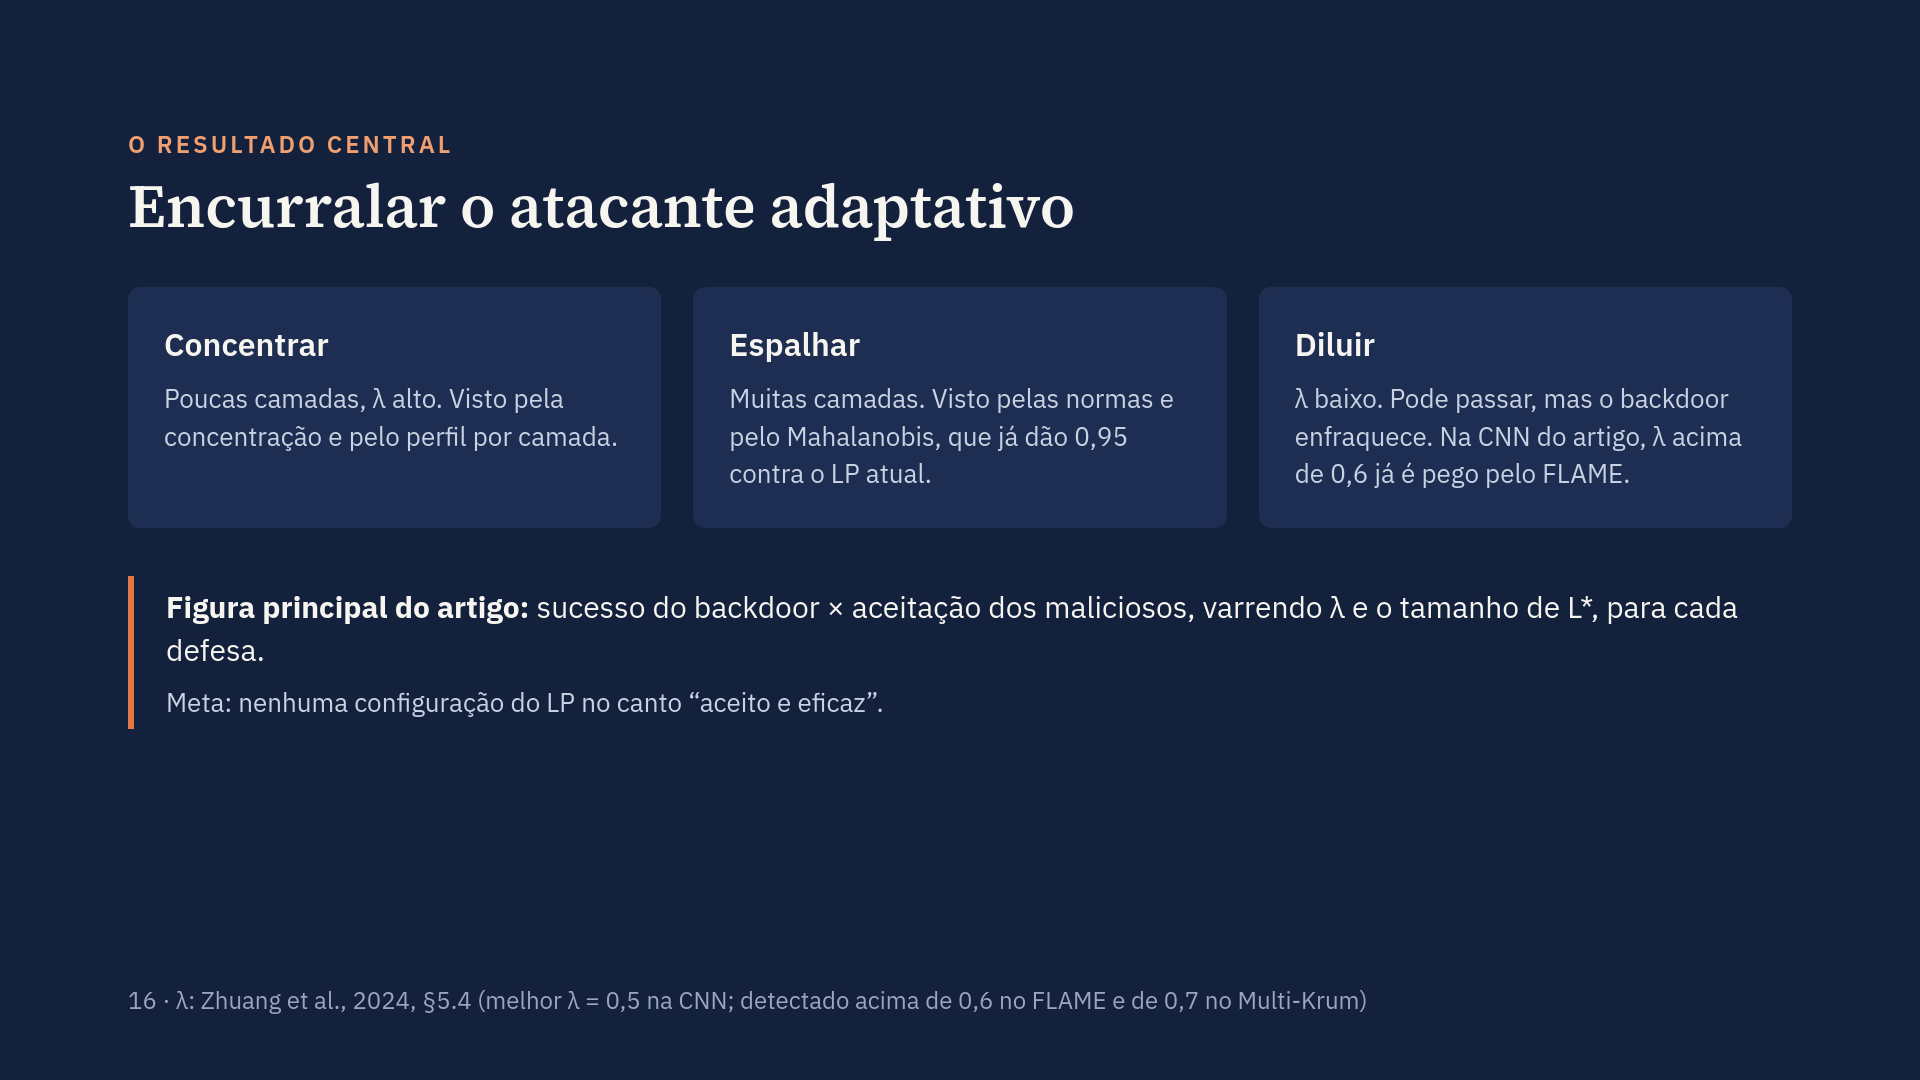 O RESULTADO CENTRAL
Encurralar o atacante adaptativo
Concentrar
Poucas camadas, λ alto. Visto pela
concentração e pelo perfil por camada.
Espalhar
Muitas camadas. Visto pelas normas e
pelo Mahalanobis, que já dão 0,95
contra o LP atual.
Diluir
λ baixo. Pode passar, mas o backdoor
enfraquece. Na CNN do artigo, λ acima
de 0,6 já é pego pelo FLAME.
Figura principal do artigo: sucesso do backdoor × aceitação dos maliciosos, varrendo λ e o tamanho de L*, para cada
defesa.
Meta: nenhuma configuração do LP no canto “aceito e eficaz”.
16 · λ: Zhuang et al., 2024, §5.4 (melhor λ = 0,5 na CNN; detectado acima de 0,6 no FLAME e de 0,7 no Multi-Krum)